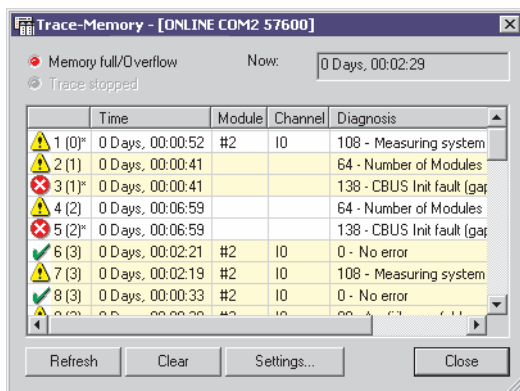 Trace-Memory - [ONLINE COM2 57600]
Memory full/Overflow Now: 0 Days, 00:02:29
Trace stopped
Time Module Channel Diagnosis
1 (0)* 0 Days, 00:00:52 #2 I0 108 - Measuring system
2 (1) 0 Days, 00:00:41 64 - Number of Modules
3 (1)* 0 Days, 00:00:41 138 - CBUS Init fault (gap
4 (2) 0 Days, 00:06:59 64 - Number of Modules
5 (2)* 0 Days, 00:06:59 138 - CBUS Init fault (gap
6 (3) 0 Days, 00:02:21 #2 I0 0 - No error
7 (3) 0 Days, 00:02:19 #2 I0 108 - Measuring system
8 (3) 0 Days, 00:00:33 #2 I0 0 - No error
Refresh Clear Settings... Close